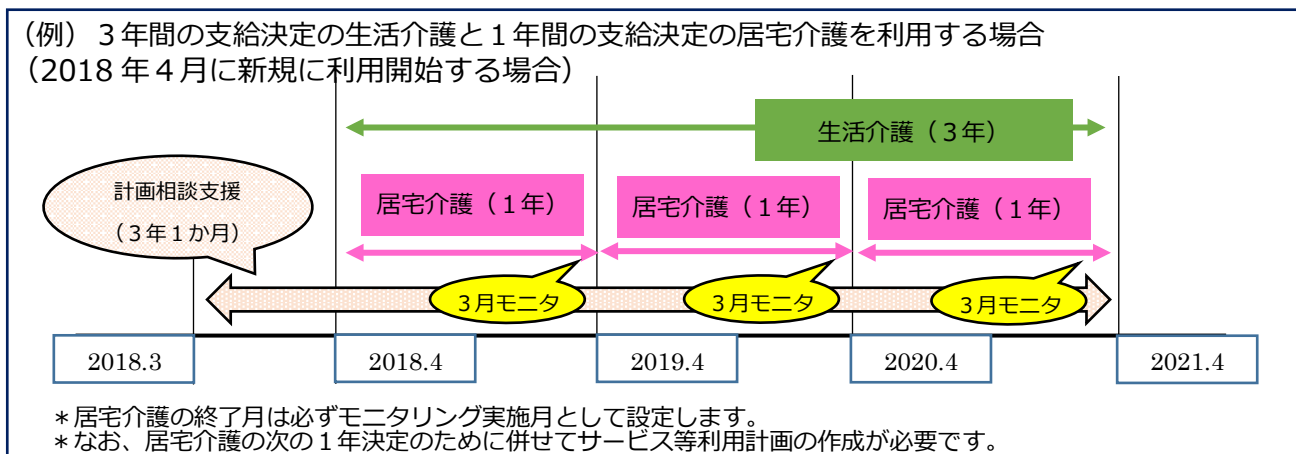 （例）３年間の支給決定の生活介護と１年間の支給決定の居宅介護を利用する場合
（2018年４月に新規に利用開始する場合）
生活介護（３年）
計画相談支援
（３年１か月）
居宅介護（１年）
居宅介護（１年）
居宅介護（１年）
３月モニタ
３月モニタ
３月モニタ
2018.3
2018.4
2019.4
2020.4
2021.4
＊居宅介護の終了月は必ずモニタリング実施月として設定します。
＊なお、居宅介護の次の１年決定のために併せてサービス等利用計画の作成が必要です。